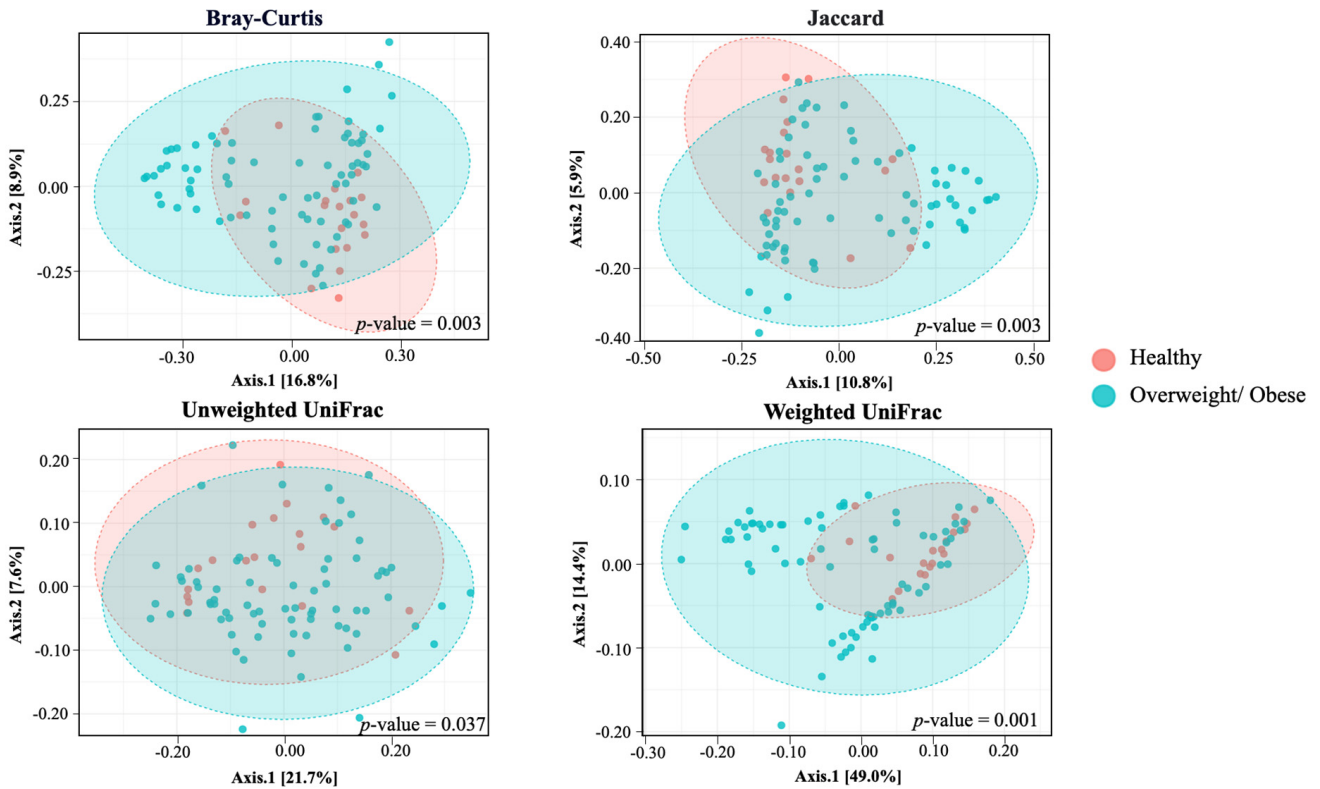 Bray-Curtis
Axis.2 [8.9%]
0.25
0.00
-0.25
p-value = 0.003
-0.30
0.00
0.30
Axis.1 [16.8%]
Jaccard
Axis.2 [5.9%]
0.40
0.20
0.00
-0.20
-0.40
p-value = 0.003
-0.50
-0.25
0.00
0.25
0.50
Axis.1 [10.8%]
Healthy
Overweight/ Obese
Unweighted UniFrac
Axis.2 [7.6%]
0.20
0.10
0.00
-0.10
-0.20
p-value = 0.037
-0.20
0.00
0.20
Axis.1 [21.7%]
Weighted UniFrac
Axis.2 [14.4%]
0.10
0.00
-0.10
-0.20
p-value = 0.001
-0.30
-0.20
-0.10
0.00
0.10
0.20
Axis.1 [49.0%]